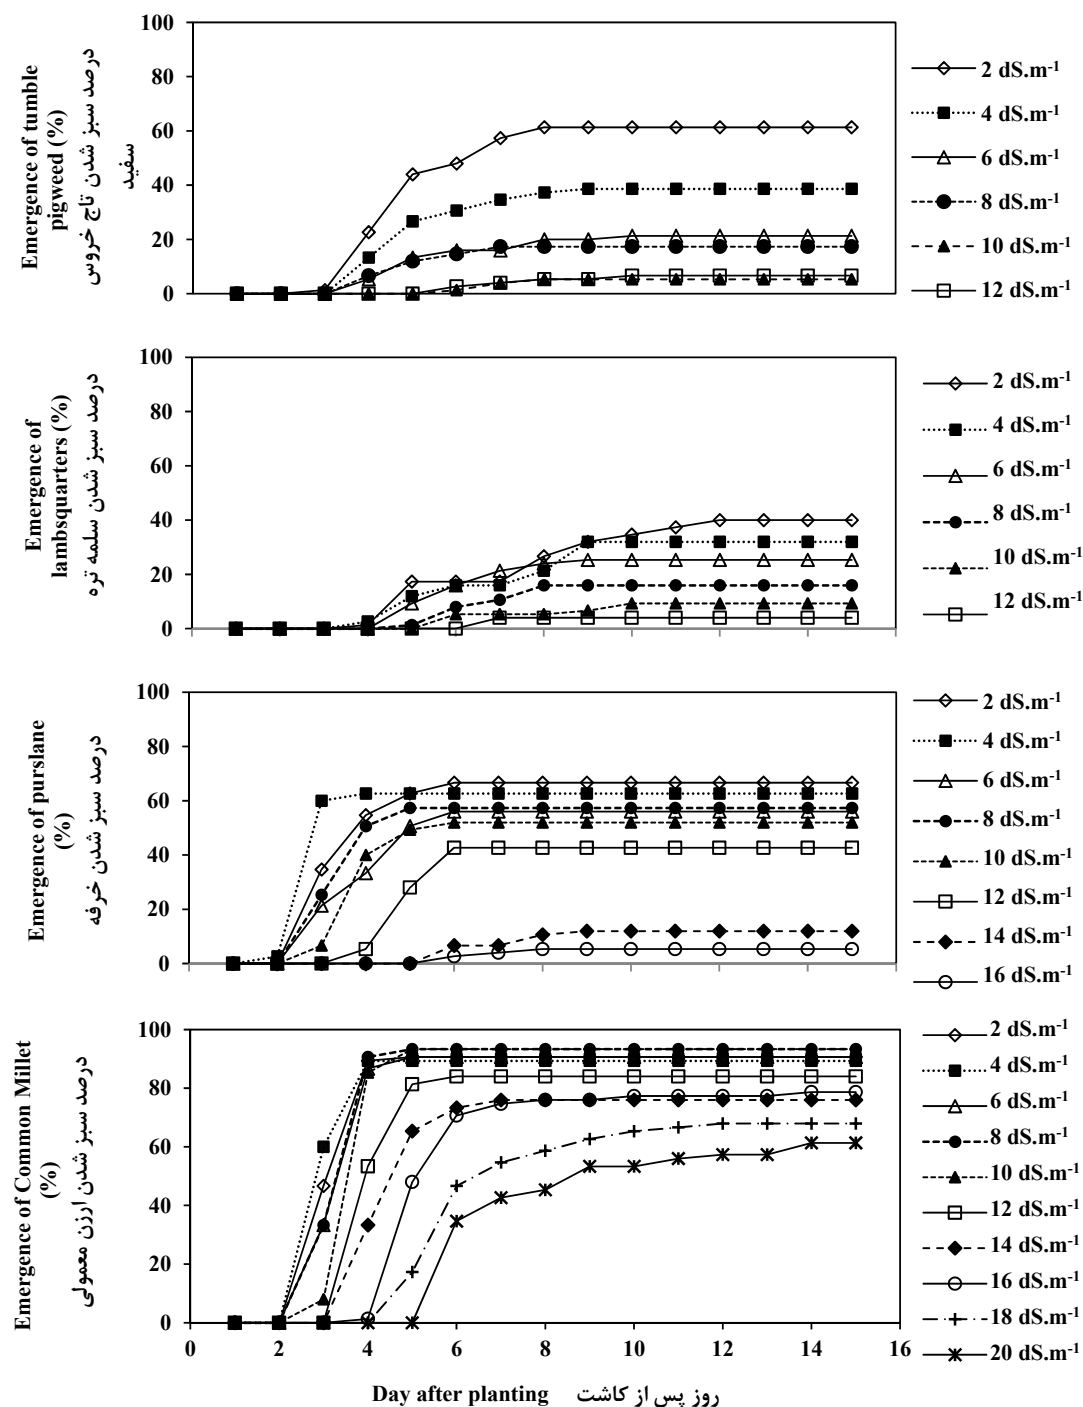 Emergence of tumble
pigweed (%)
درصد سبز شدن تاج خروس
سفید
100
80
60
40
20
0
2 dS.m-1
4 dS.m-1
6 dS.m-1
8 dS.m-1
10 dS.m-1
12 dS.m-1
Emergence of
lambsquarters (%)
درصد سبز شدن سلمه تره
100
80
60
40
20
0
2 dS.m-1
4 dS.m-1
6 dS.m-1
8 dS.m-1
10 dS.m-1
12 dS.m-1
Emergence of purslane
(%)
درصد سبز شدن خرفه
100
80
60
40
20
0
2 dS.m-1
4 dS.m-1
6 dS.m-1
8 dS.m-1
10 dS.m-1
12 dS.m-1
14 dS.m-1
16 dS.m-1
Emergence of Common Millet
(%)
درصد سبز شدن ارزن معمولی
100
80
60
40
20
0
2 dS.m-1
4 dS.m-1
6 dS.m-1
8 dS.m-1
10 dS.m-1
12 dS.m-1
14 dS.m-1
16 dS.m-1
18 dS.m-1
20 dS.m-1
0 2 4 6 8 10 12 14 16
Day after planting روز پس از کاشت